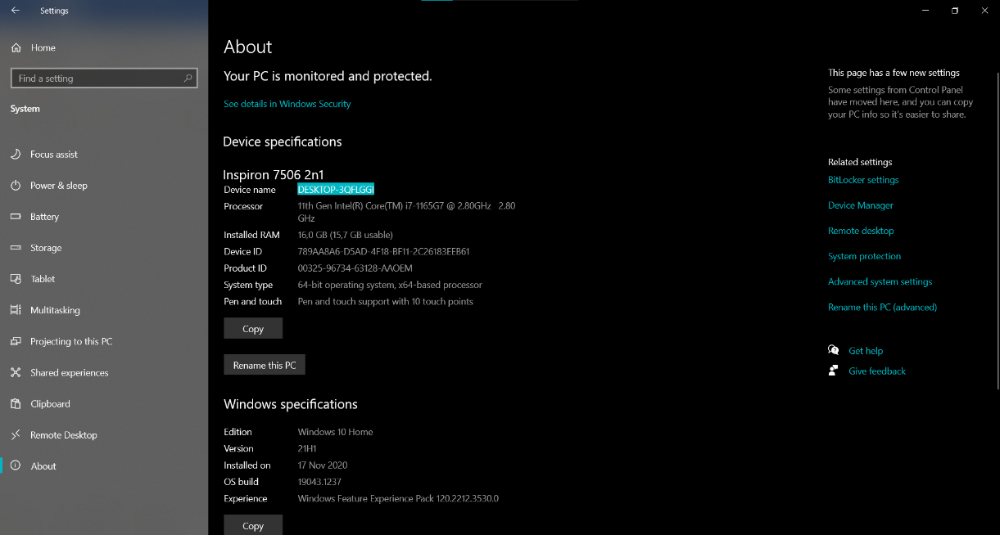 Settings
Home
Find a setting
System
Focus assist
Power & sleep
Battery
Storage
Tablet
Multitasking
Projecting to this PC
Shared experiences
Clipboard
Remote Desktop
About
About
Your PC is monitored and protected.
See details in Windows Security
Device specifications
Inspiron 7506 2n1
Device name DESKTOP-3QFLGGI
Processor 11th Gen Intel(R) Core(TM) i7-1165G7 @ 2.80GHz 2.80
GHz
Installed RAM 16,0 GB (15,7 GB usable)
Device ID 789AA8A6-D5AD-4F18-BF11-2C26183EEB61
Product ID 00325-96734-63128-AAOEM
System type 64-bit operating system, x64-based processor
Pen and touch Pen and touch support with 10 touch points
Copy
Rename this PC
Windows specifications
Edition Windows 10 Home
Version 21H1
Installed on 17 Nov 2020
OS build 19043.1237
Experience Windows Feature Experience Pack 120.2212.3530.0
Copy
This page has a few new settings
Some settings from Control Panel
have moved here, and you can copy
your PC info so it's easier to share.
Related settings
BitLocker settings
Device Manager
Remote desktop
System protection
Advanced system settings
Rename this PC (advanced)
Get help
Give feedback